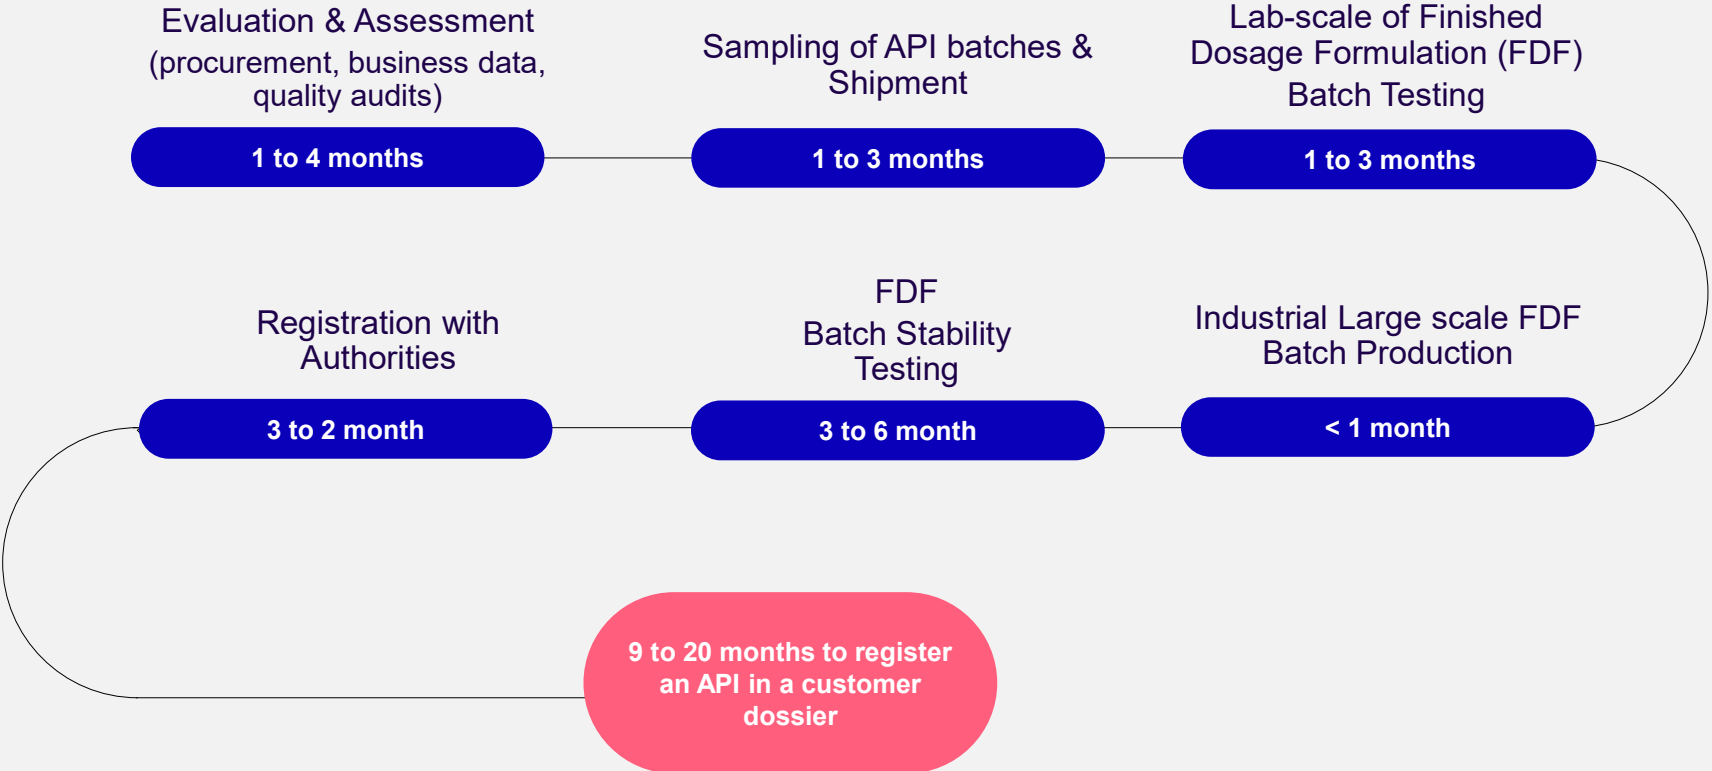 Evaluation & Assessment
(procurement, business data,
quality audits)
1 to 4 months
Sampling of API batches &
Shipment
1 to 3 months
Lab-scale of Finished
Dosage Formulation (FDF)
Batch Testing
1 to 3 months
Registration with
Authorities
3 to 2 month
FDF
Batch Stability
Testing
3 to 6 month
Industrial Large scale FDF
Batch Production
< 1 month
9 to 20 months to register
an API in a customer
dossier